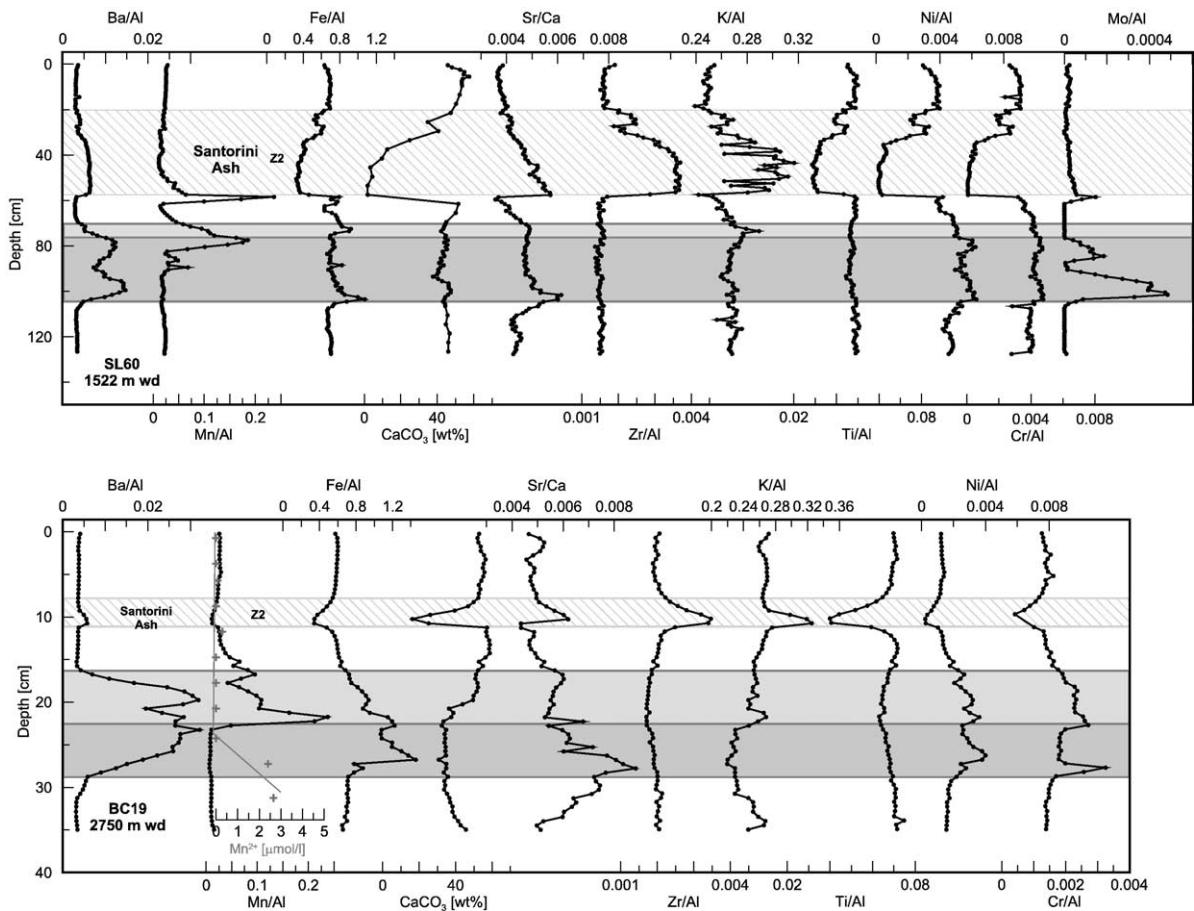 Ba/Al Fe/Al Sr/Ca K/Al Ni/Al Mo/Al
0 0.02 0 0.4 0.8 1.2 0.004 0.006 0.008 0.24 0.28 0.32 0 0.004 0.008 0 0.0004
0
40
80
120
Depth [cm]
Santorini
Ash
Z2
SL60
1522 m wd
0 0.1 0.2 0 40 0.001 0.004 0.02 0.08 0 0.004 0.008
Mn/Al CaCO₃ [wt%] Zr/Al Ti/Al Cr/Al
Ba/Al Fe/Al Sr/Ca K/Al Ni/Al
0 0.02 0 0.4 0.8 1.2 0.004 0.006 0.008 0.2 0.24 0.28 0.32 0.36 0 0.004 0.008
0
10
20
30
40
Depth [cm]
Santorini
Ash
Z2
BC19
2750 m wd
0 1 2 3 4 5
Mn²⁺ [µmol/l]
0 0.1 0.2 0 40 0.001 0.004 0.02 0.08 0 0.002 0.004
Mn/Al CaCO₃ [wt%] Zr/Al Ti/Al Cr/Al